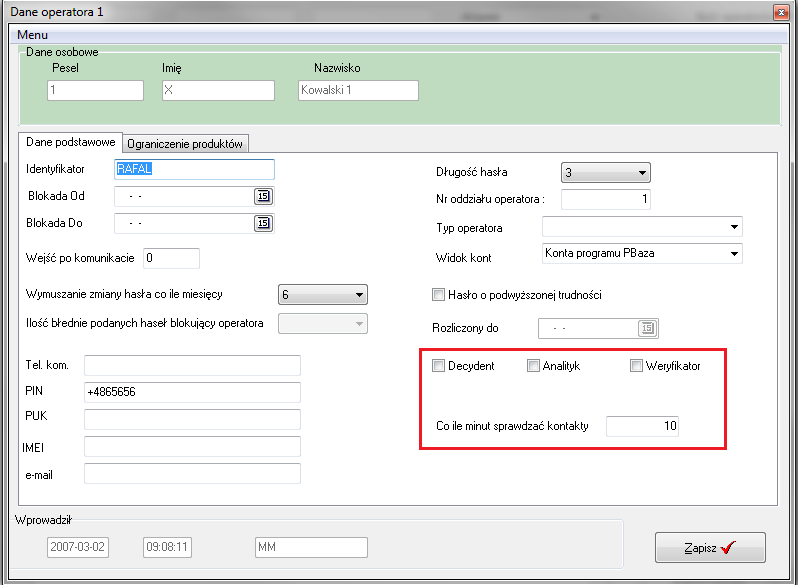 Dane operatora 1
Menu
Dane osobowe
Pesel Imię Nazwisko
1 X Kowalski 1
Dane podstawowe Ograniczenie produktów
Identyfikator RAFAL
Blokada Od - - 15
Blokada Do - - 15
Wejść po komunikacie 0
Wymuszanie zmiany hasła co ile miesięcy 6
Ilość błednie podanych haseł blokujący operatora
Tel. kom.
PIN +4865656
PUK
IMEI
e-mail
Długość hasła 3
Nr oddziału operatora : 1
Typ operatora
Widok kont Konta programu PBaza
Hasło o podwyższonej trudności
Rozliczony do - - 15
Decydent Analityk Weryfikator
Co ile minut sprawdzać kontakty 10
Wprowadził
2007-03-02 09:08:11 MM
Zapisz